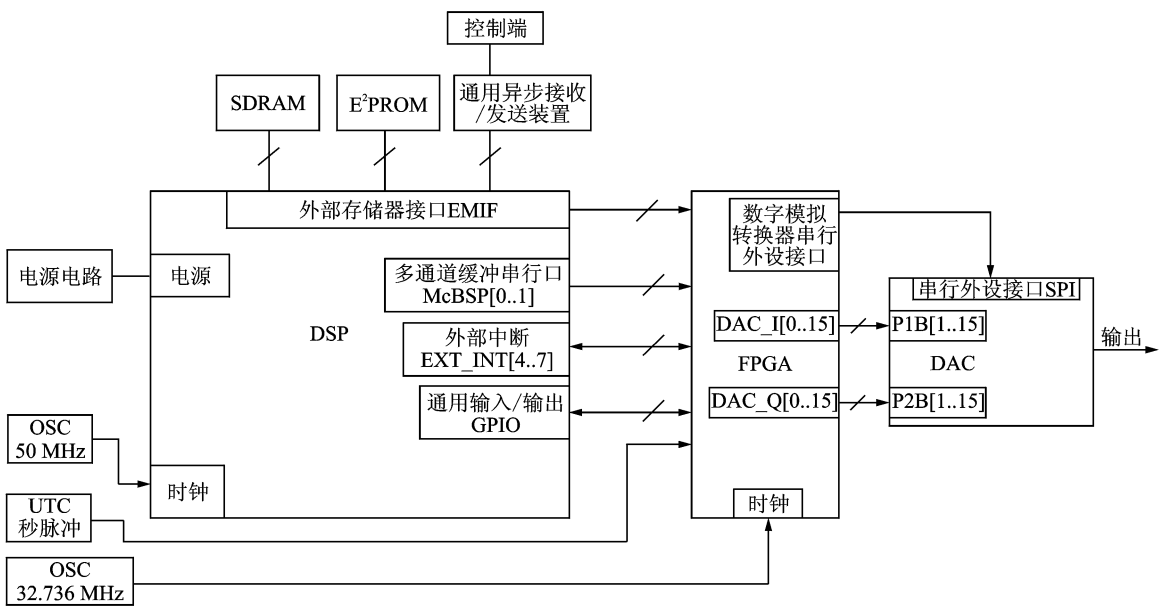 控制端
SDRAM
E²PROM
通用异步接收
/发送装置
外部存储器接口EMIF
数字模拟
转换器串行
外设接口
电源电路
电源
多通道缓冲串行口
McBSP[0..1]
串行外设接口SPI
DSP
外部中断
EXT_INT[4..7]
DAC_I[0..15]
P1B[1..15]
输出
FPGA
DAC
通用输入/输出
GPIO
DAC_Q[0..15]
P2B[1..15]
OSC
50 MHz
时钟
UTC
秒脉冲
时钟
OSC
32.736 MHz